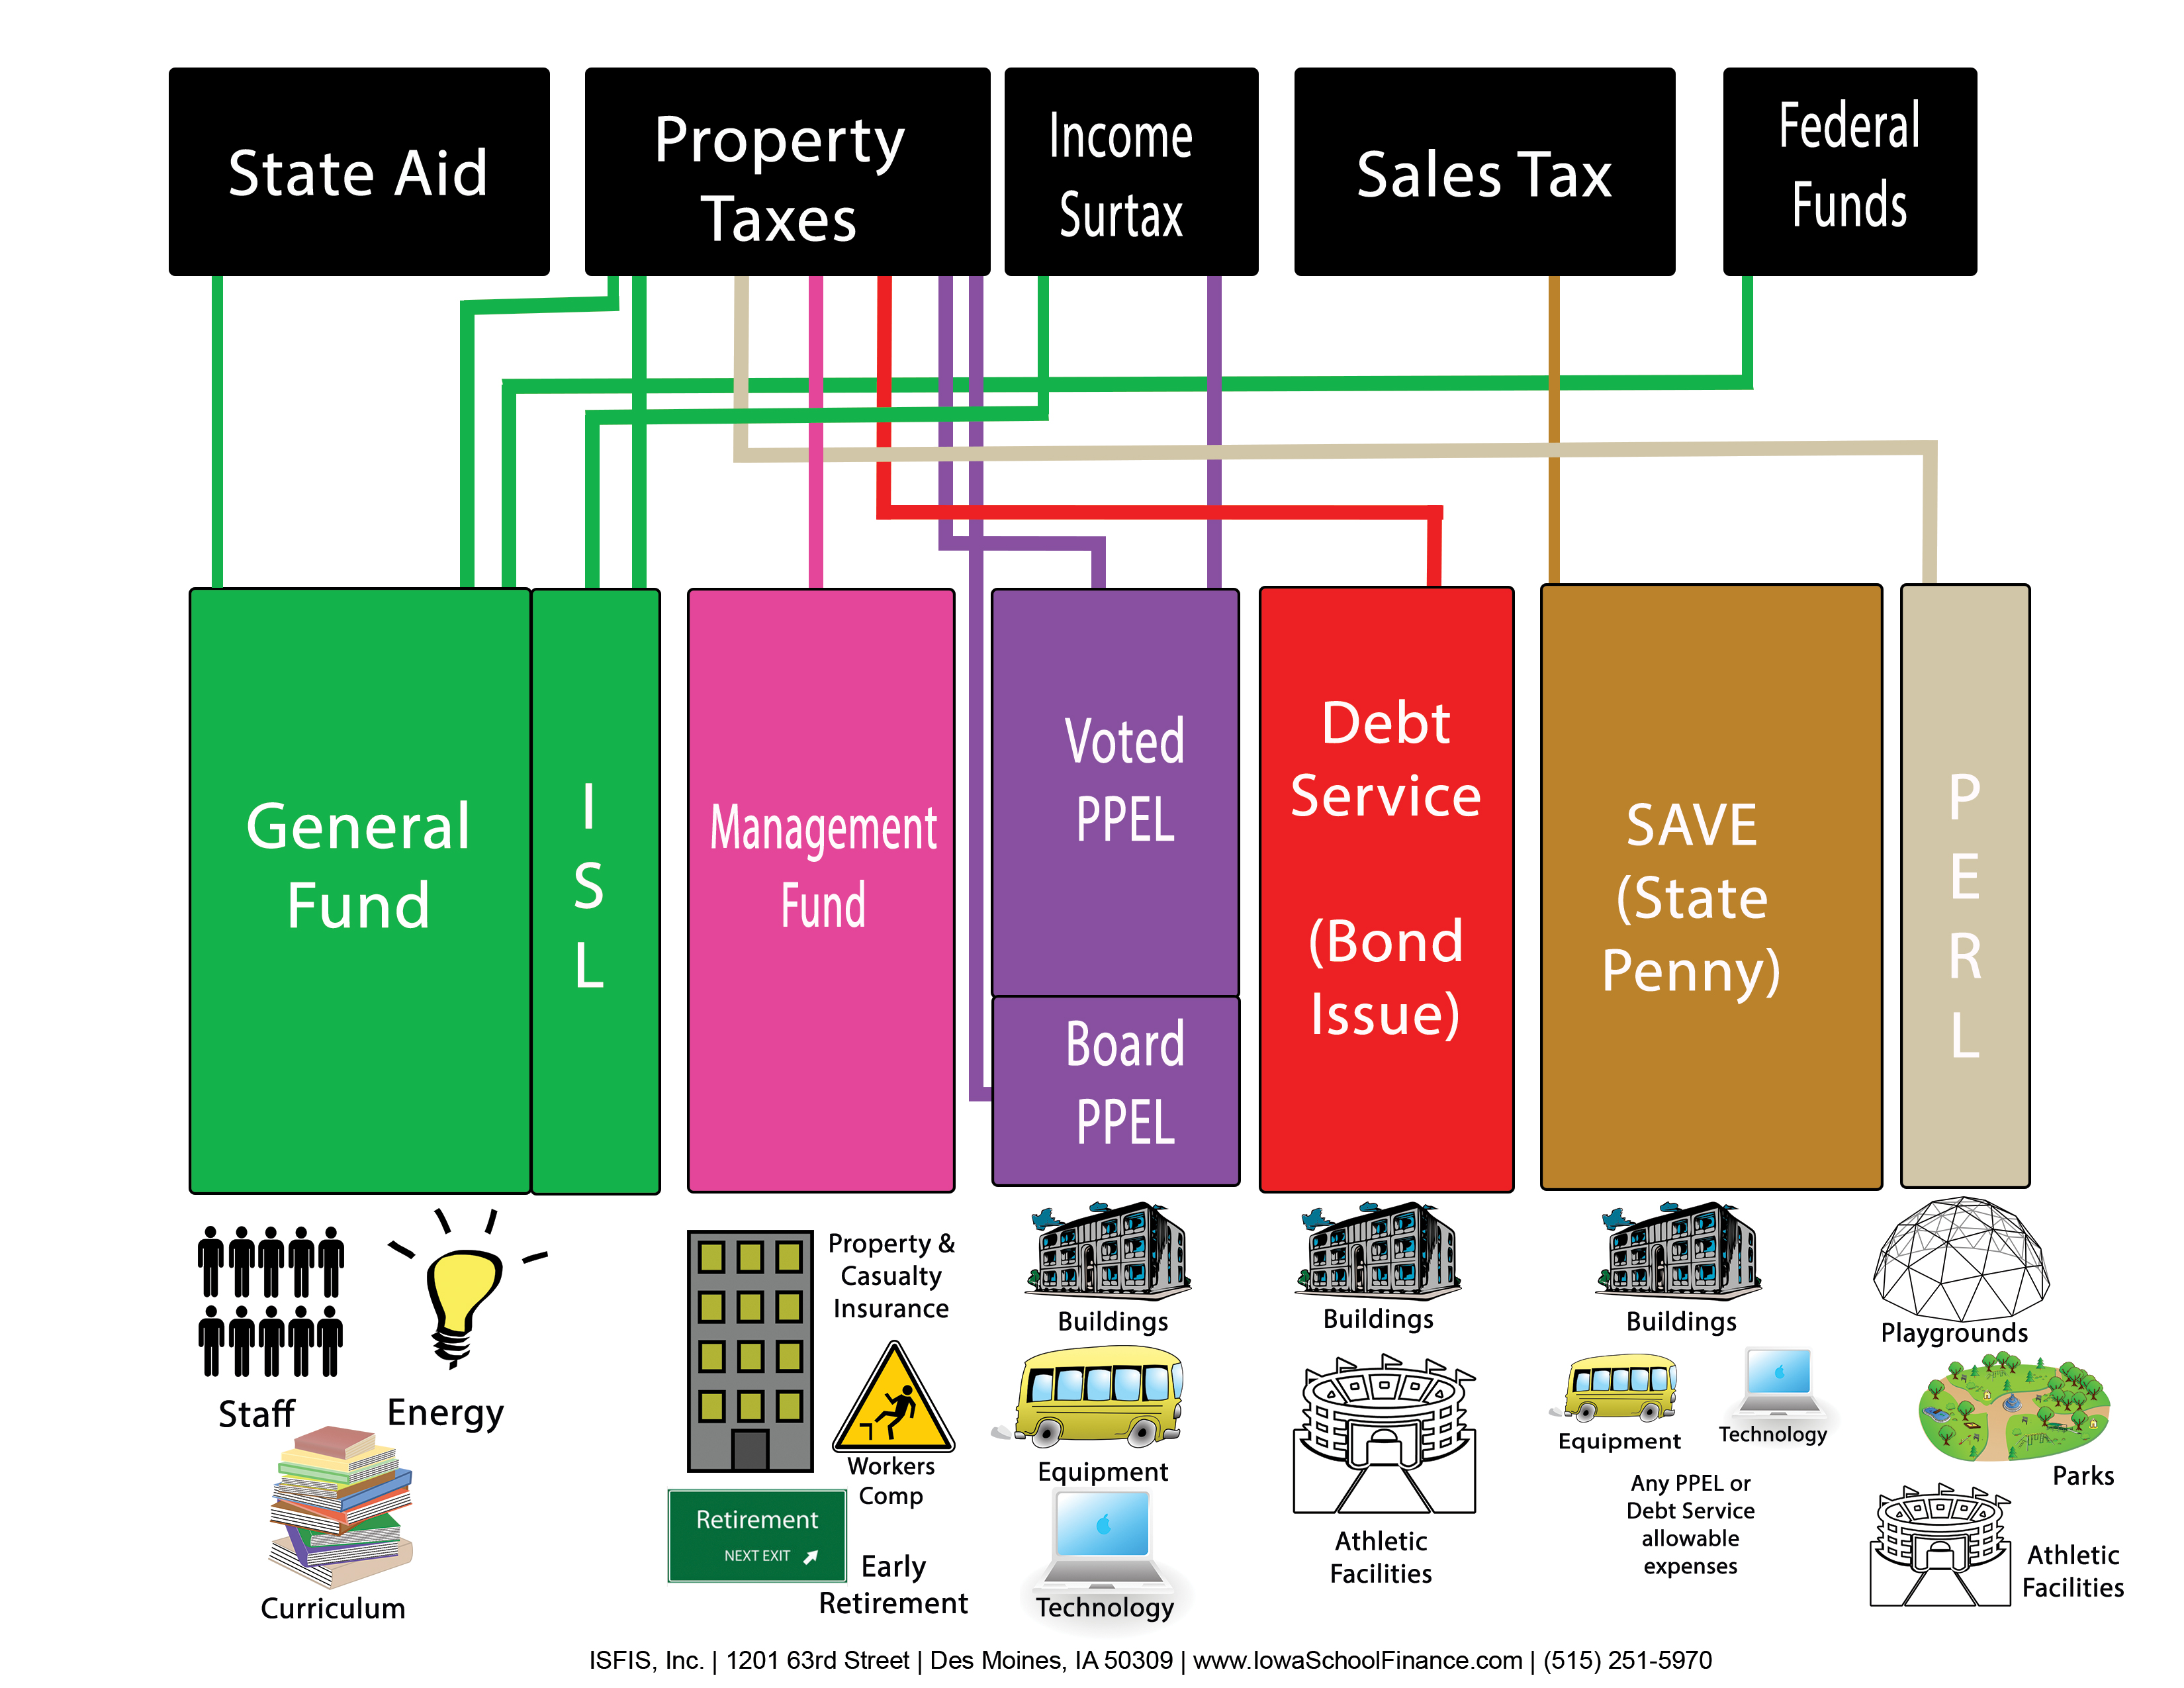 State Aid
Property
Taxes
Income
Surtax
Sales Tax
Federal
Funds
General
Fund
I
S
L
Management
Fund
Voted
PPEL
Board
PPEL
Debt
Service
(Bond
Issue)
SAVE
(State
Penny)
P
E
R
L
Staff
Energy
Curriculum
Property &
Casualty
Insurance
Workers
Comp
Retirement
NEXT EXIT
Early
Retirement
Buildings
Equipment
Technology
Buildings
Athletic
Facilities
Buildings
Equipment
Technology
Any PPEL or
Debt Service
allowable
expenses
Playgrounds
Parks
Athletic
Facilities
ISFIS, Inc. | 1201 63rd Street | Des Moines, IA 50309 | www.IowaSchoolFinance.com | (515) 251-5970